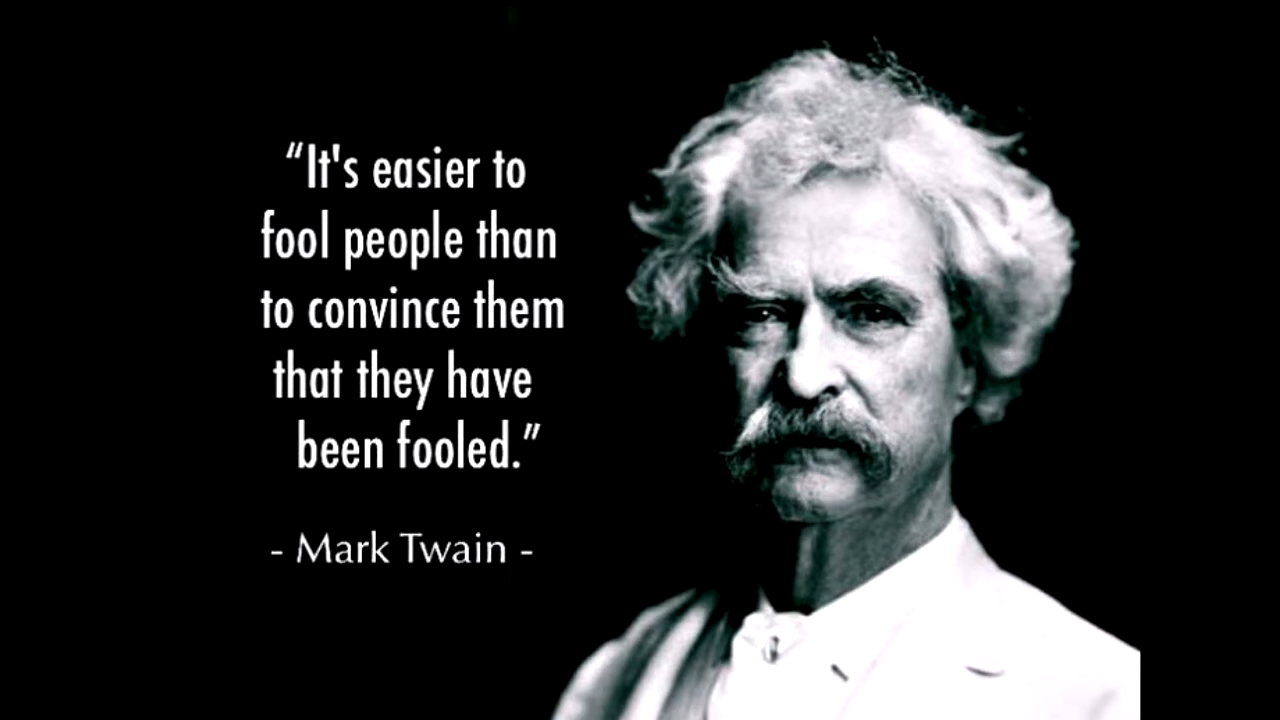 “It's easier to
fool people than
to convince them
that they have
been fooled.”
- Mark Twain -